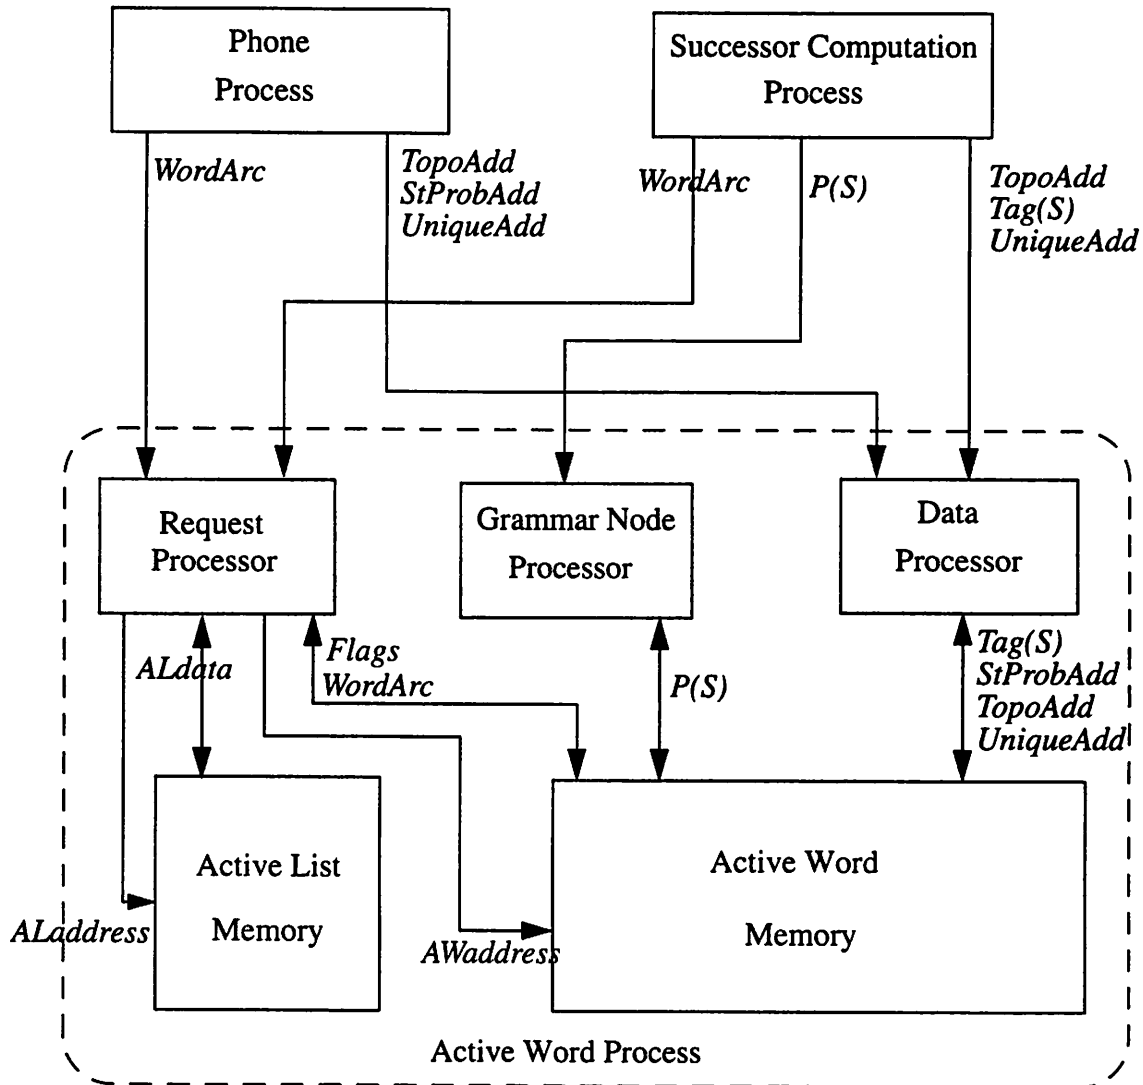 Phone
Process
Successor Computation
Process
WordArc
TopoAdd
StProbAdd
UniqueAdd
WordArc
P(S)
TopoAdd
Tag(S)
UniqueAdd
Request
Processor
Grammar Node
Processor
Data
Processor
ALdata
Flags
WordArc
P(S)
Tag(S)
StProbAdd
TopoAdd
UniqueAdd
Active List
Memory
Active Word
Memory
ALaddress
AWaddress
Active Word Process